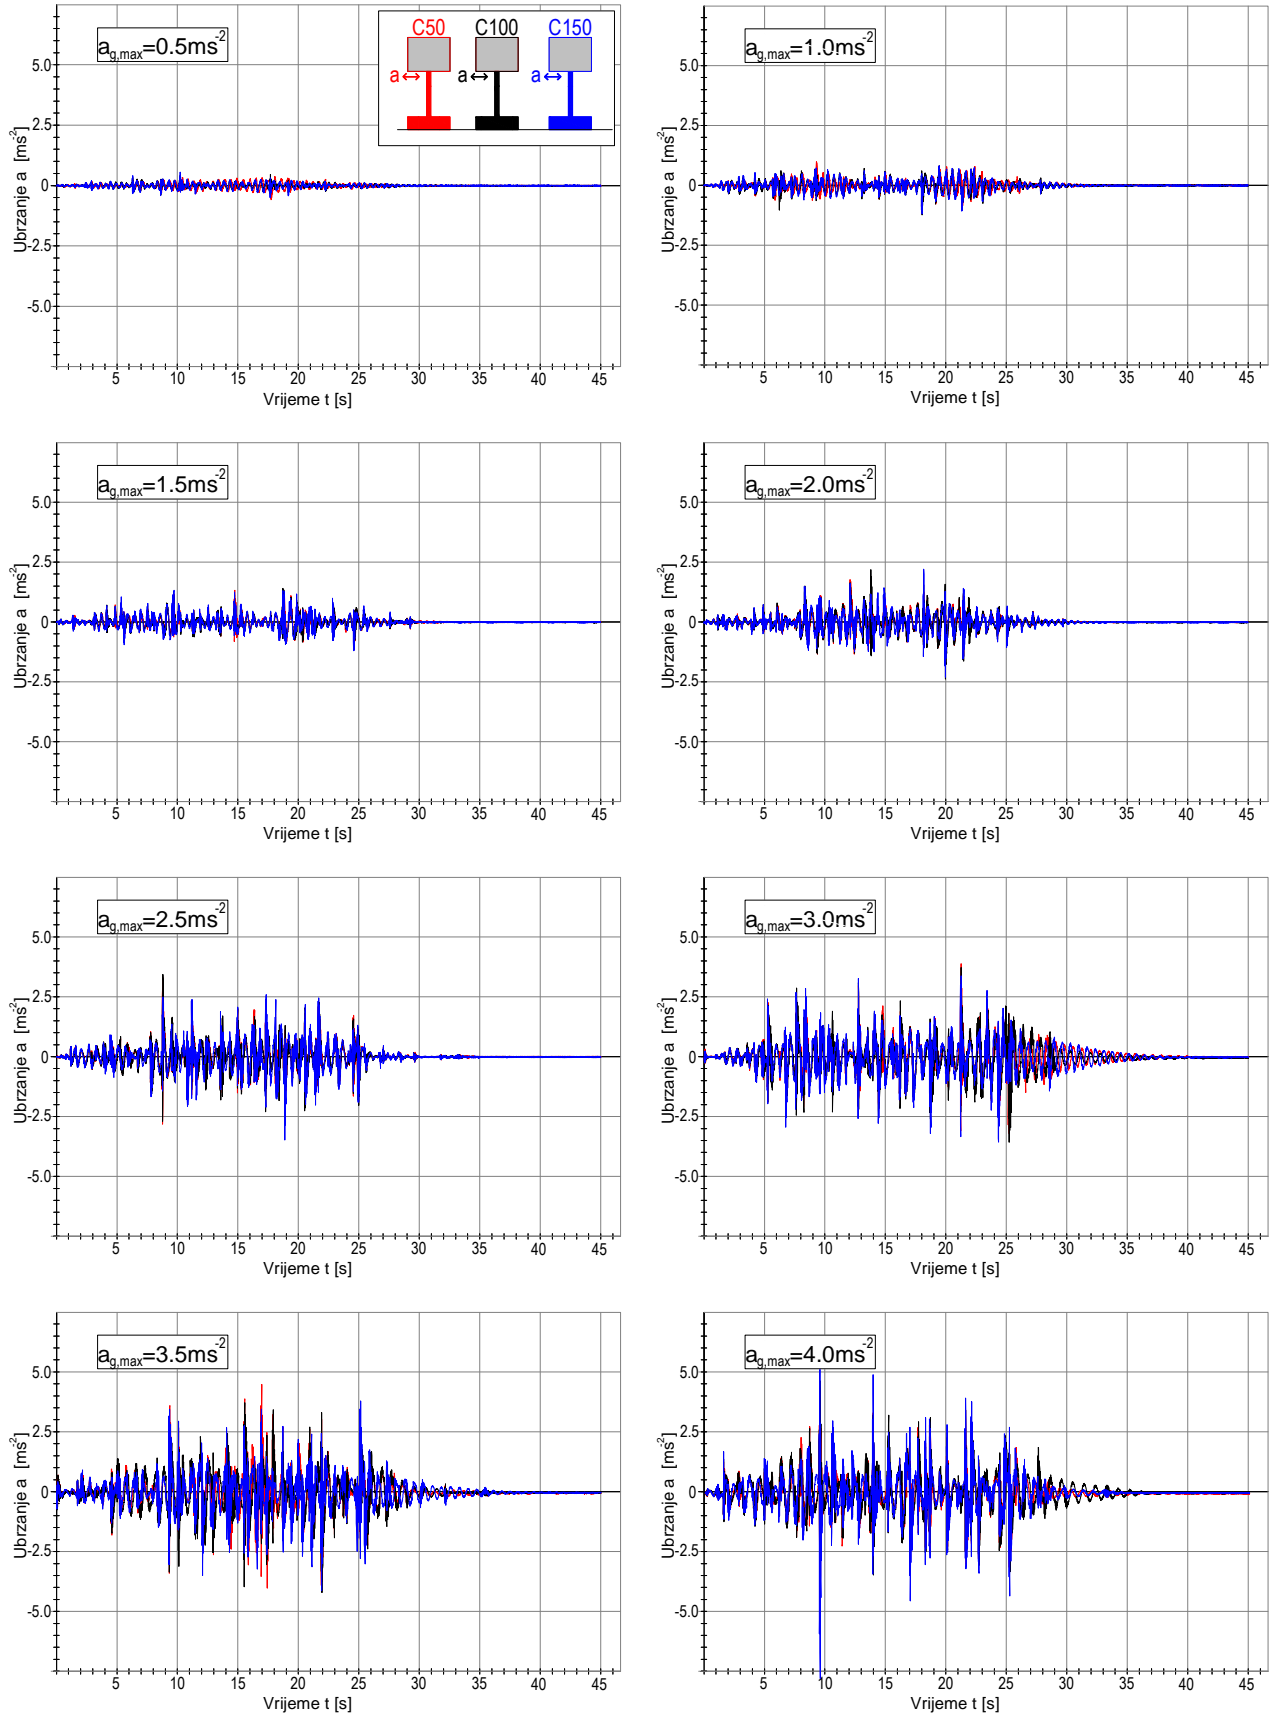 a_g,max=0.5ms^-2
C50 C100 C150
a a a
Ubrzanje a [ms^-2]
5.0
2.5
0
-2.5
-5.0
5 10 15 20 25 30 35 40 45
Vrijeme t [s]
a_g,max=1.0ms^-2
Ubrzanje a [ms^-2]
5.0
2.5
0
-2.5
-5.0
5 10 15 20 25 30 35 40 45
Vrijeme t [s]
a_g,max=1.5ms^-2
Ubrzanje a [ms^-2]
5.0
2.5
0
-2.5
-5.0
5 10 15 20 25 30 35 40 45
Vrijeme t [s]
a_g,max=2.0ms^-2
Ubrzanje a [ms^-2]
5.0
2.5
0
-2.5
-5.0
5 10 15 20 25 30 35 40 45
Vrijeme t [s]
a_g,max=2.5ms^-2
Ubrzanje a [ms^-2]
5.0
2.5
0
-2.5
-5.0
5 10 15 20 25 30 35 40 45
Vrijeme t [s]
a_g,max=3.0ms^-2
Ubrzanje a [ms^-2]
5.0
2.5
0
-2.5
-5.0
5 10 15 20 25 30 35 40 45
Vrijeme t [s]
a_g,max=3.5ms^-2
Ubrzanje a [ms^-2]
5.0
2.5
0
-2.5
-5.0
5 10 15 20 25 30 35 40 45
Vrijeme t [s]
a_g,max=4.0ms^-2
Ubrzanje a [ms^-2]
5.0
2.5
0
-2.5
-5.0
5 10 15 20 25 30 35 40 45
Vrijeme t [s]